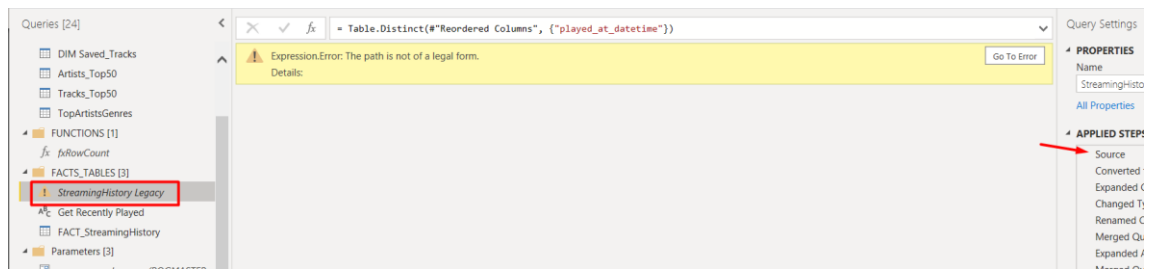 Queries [24]
DIM Saved_Tracks
Artists_Top50
Tracks_Top50
TopArtistsGenres
FUNCTIONS [1]
fx fxRowCount
FACTS_TABLES [3]
StreamingHistory Legacy
ABC Get Recently Played
FACT_StreamingHistory
Parameters [3]
fx = Table.Distinct(#"Reordered Columns", {"played_at_datetime"})
Expression.Error: The path is not of a legal form.
Details:
Go To Error
Query Settings
PROPERTIES
Name
StreamingHisto
All Properties
APPLIED STEPS
Source
Converted
Expanded
Changed Ty
Renamed C
Merged Qu
Expanded A